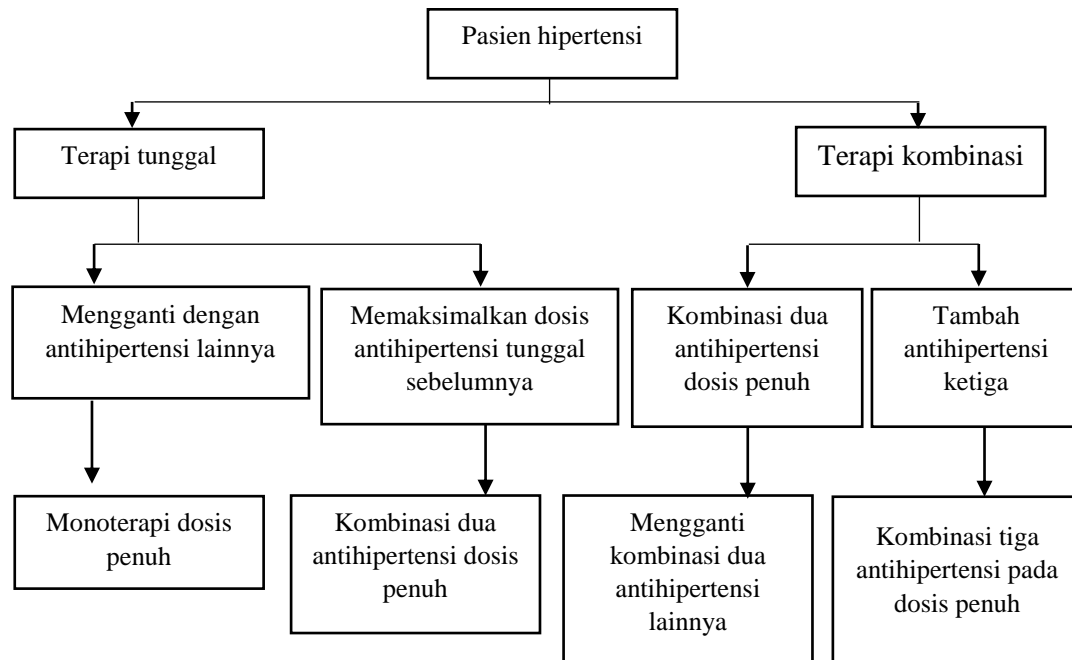 Pasien hipertensi
Terapi tunggal
Terapi kombinasi
Mengganti dengan
antihipertensi lainnya
Memaksimalkan dosis
antihipertensi tunggal
sebelumnya
Kombinasi dua
antihipertensi
dosis penuh
Tambah
antihipertensi
ketiga
Monoterapi dosis
penuh
Kombinasi dua
antihipertensi dosis
penuh
Mengganti
kombinasi dua
antihipertensi
lainnya
Kombinasi tiga
antihipertensi pada
dosis penuh